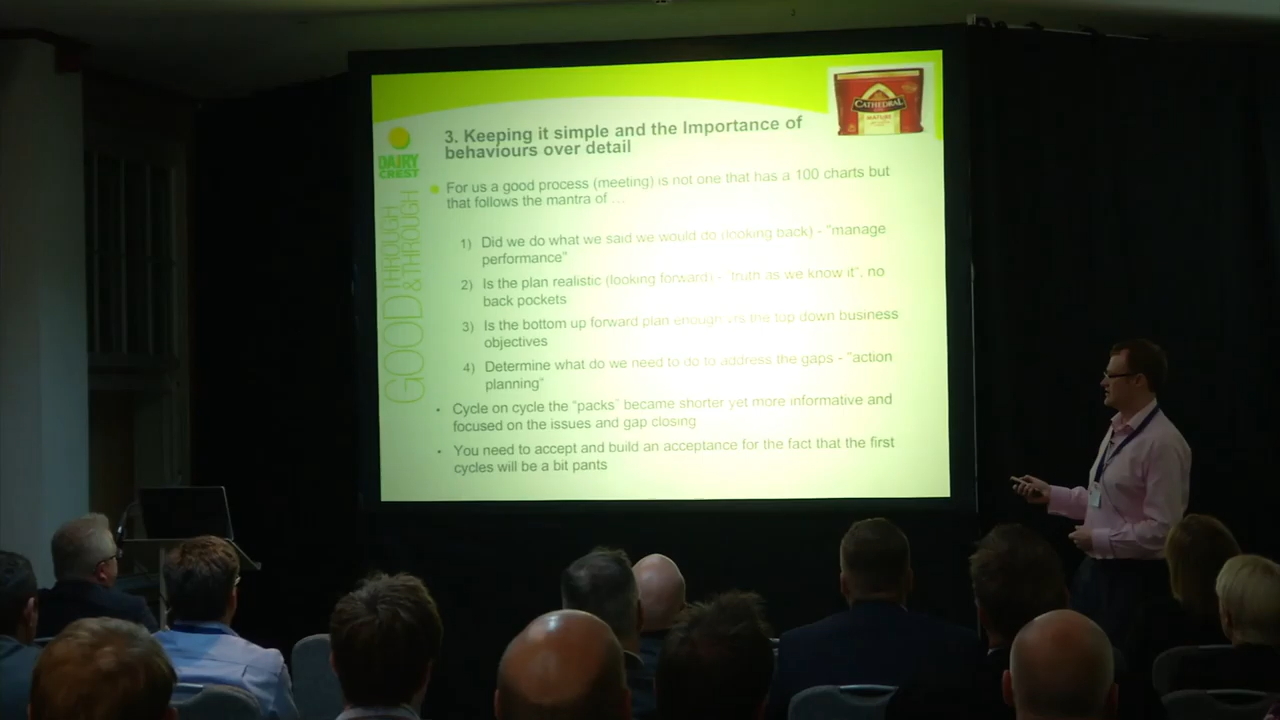 CATHEDRAL
MATURE
DAIRY
CREST
GOOD THROUGH
& THROUGH
3. Keeping it simple and the Importance of
behaviours over detail
For us a good process (meeting) is not one that has a 100 charts but
that follows the mantra of ...
1) Did we do what we said we would do (looking back) - "manage
performance"
2) Is the plan realistic (looking forward) - "truth as we know it", no
back pockets
3) Is the bottom up forward plan enough vs the top down business
objectives
4) Determine what do we need to do to address the gaps - "action
planning"
• Cycle on cycle the "packs" became shorter yet more informative and
focused on the issues and gap closing
• You need to accept and build an acceptance for the fact that the first
cycles will be a bit pants